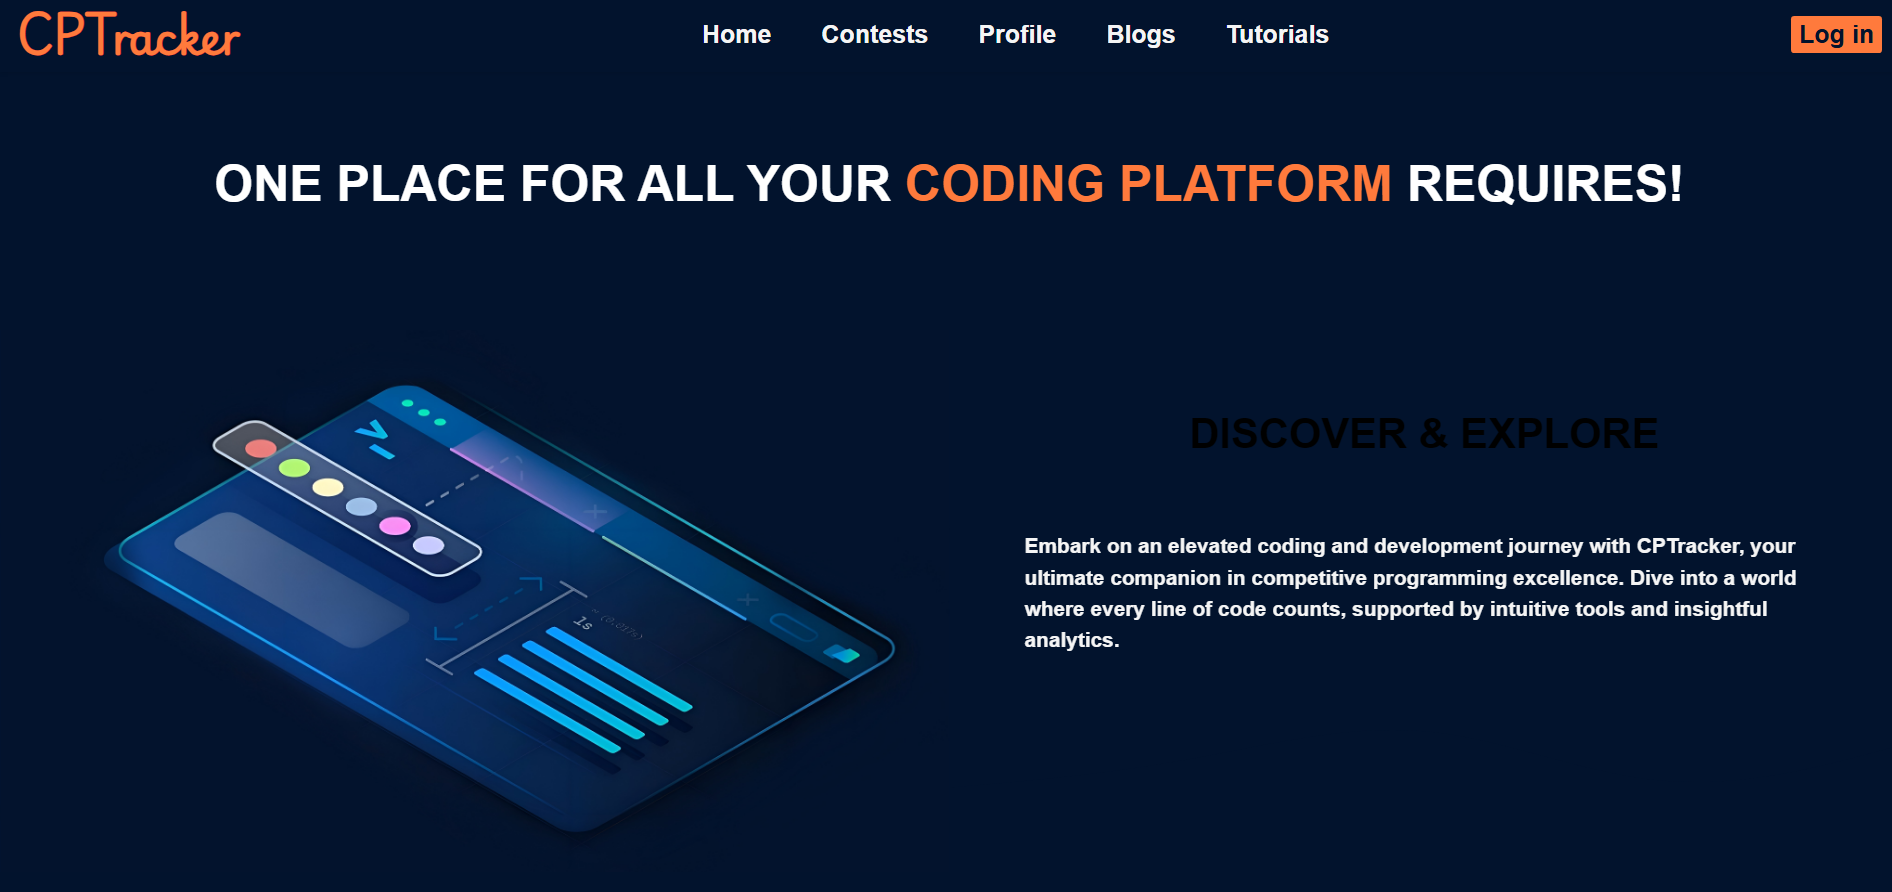 CPTracker
Home Contests Profile Blogs Tutorials
Log in
ONE PLACE FOR ALL YOUR CODING PLATFORM REQUIRES!
DISCOVER & EXPLORE
Embark on an elevated coding and development journey with CPTracker, your
ultimate companion in competitive programming excellence. Dive into a world
where every line of code counts, supported by intuitive tools and insightful
analytics.
1s